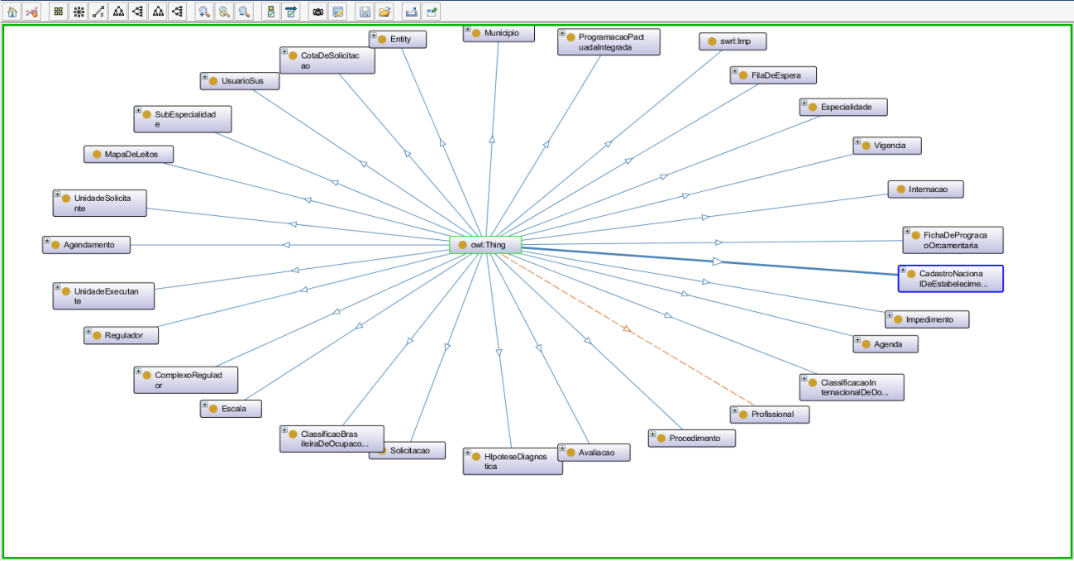 Entity
Municipio
ProgramacaoPact
uadaIntegrada
swrl:Imp
CotaDeSolicitac
ao
FilaDeEspera
UsuarioSus
Especialidade
SubEspecialidad
e
Vigencia
MapaDeLeitos
Internacao
UnidadeSolicita
nte
FichaDePrograca
oOrcamentaria
Agendamento
owl:Thing
CadastroNaciona
lDeEstabelecime...
UnidadeExecutan
te
Impedimento
Regulador
Agenda
ComplexoRegulad
or
ClassificacaoIn
ternacionalDeDo...
Escala
Profissional
ClassificaoBras
ileiraDeOcupaco...
Solicitacao
HIpoteseDiagnos
tica
Avaliacao
Procedimento